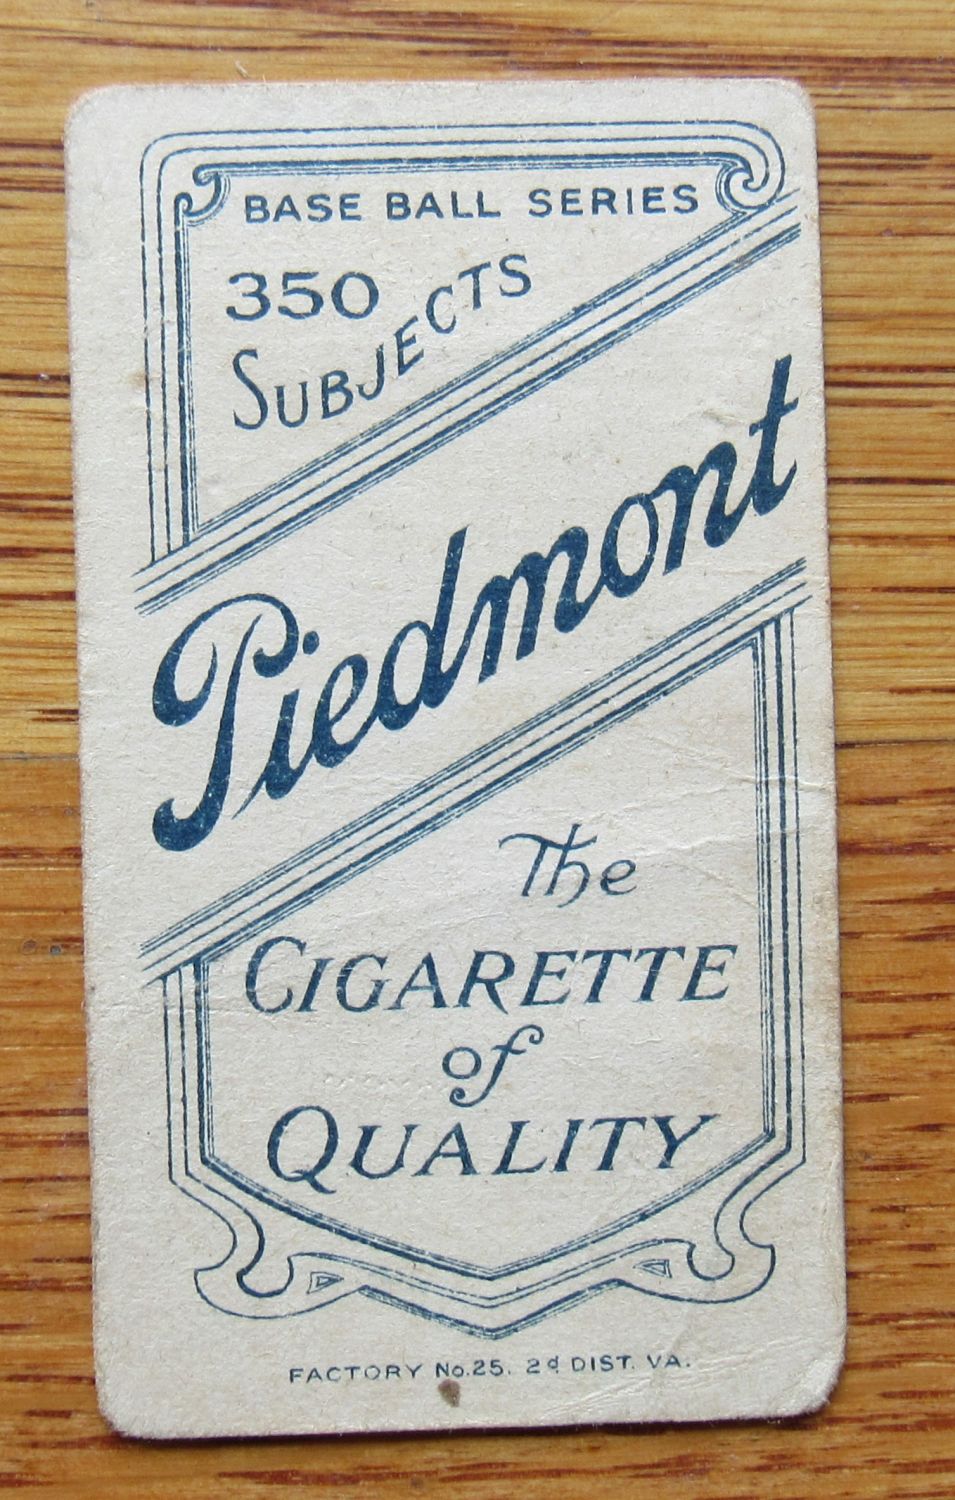 BASE BALL SERIES
350
SUBJECTS
Piedmont
The
CIGARETTE
of
QUALITY
FACTORY No. 25. 2d DIST. VA.